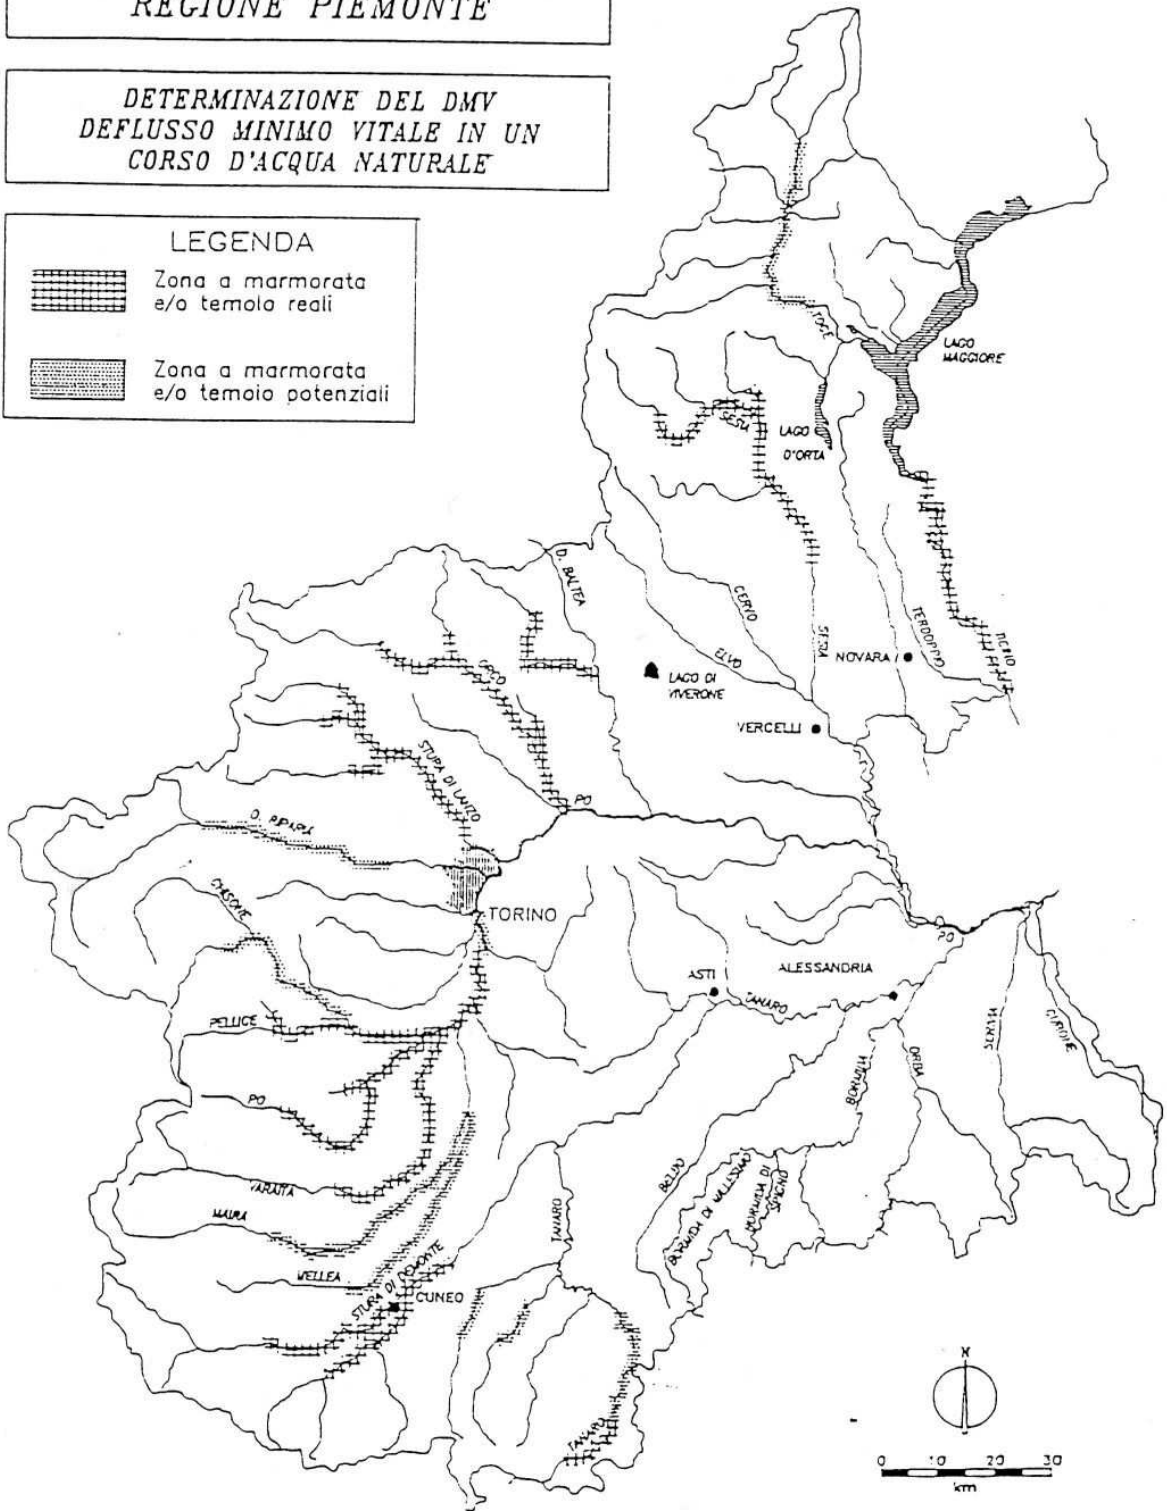 REGIONE PIEMONTE
DETERMINAZIONE DEL DMV
DEFLUSSO MINIMO VITALE IN UN
CORSO D'ACQUA NATURALE
LEGENDA
Zona a marmorata
e/o temolo reali
Zona a marmorata
e/o temolo potenziali
TOCE
LAGO
MAGGIORE
SESIA
LAGO
D'ORTA
D. BALTEA
CERVO
ELVO
SESIA
NOVARA
TERDOPPIO
TICINO
ORCO
LAGO DI
VIVERONE
VERCELLI
STURA DI LANZO
PO
D. RIPARIA
CHISONE
TORINO
PO
ASTI
ALESSANDRIA
TANARO
PELLICE
SCRIVIA
CURONE
BORMIDA
ORBA
PO
VARAITA
MAIRA
BELBO
BORMIDA DI MILLESIMO
BORMIDA DI
SPIGNO
TANARO
MELLEA
STURA DI DEMONTE
CUNEO
TANARO
N
0 10 20 30
km